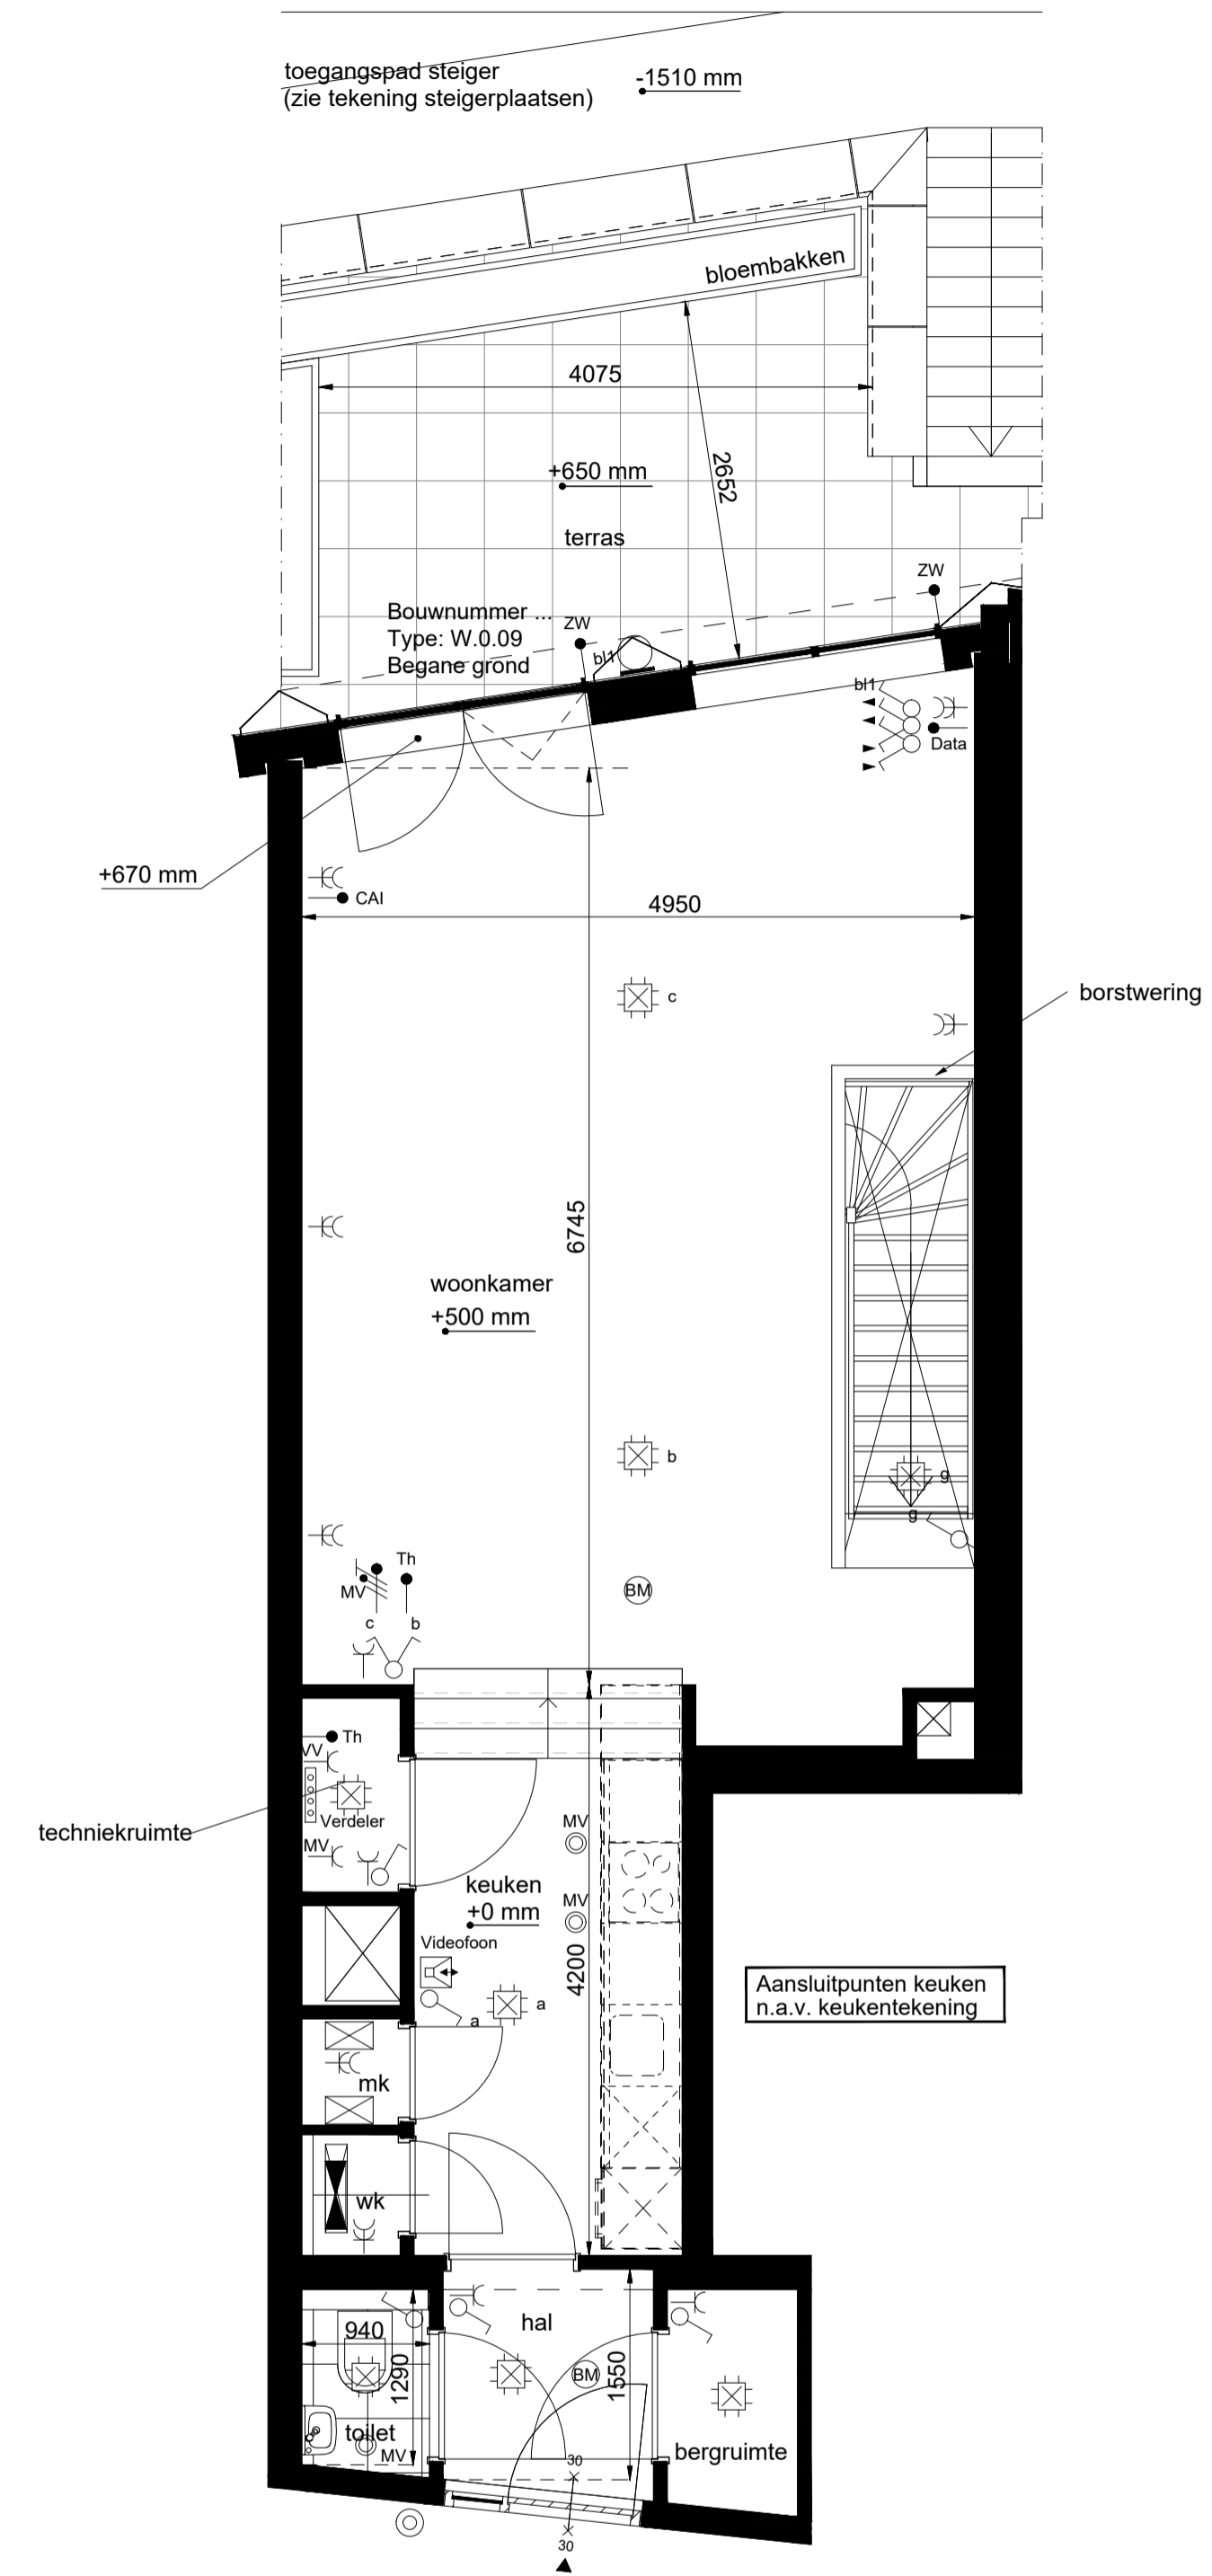 toegangspad steiger
(zie tekening steigerplaatsen)
-1510 mm
bloembakken
4075
2652
+650 mm
terras
ZW
Bouwnummer ...
Type: W.0.09
Begane grond
ZW
bl1
bl1
Data
+670 mm
CAI
4950
c
borstwering
6745
woonkamer
+500 mm
b
g
g
Th
MV
BM
c
b
Th
VV
Verdeler
techniekruimte
MV
MV
keuken
+0 mm
MV
Videofoon
4200
a
a
Aansluitpunten keuken
n.a.v. keukentekening
mk
wk
hal
940
1290
BM
1550
toilet
MV
bergruimte
30
30